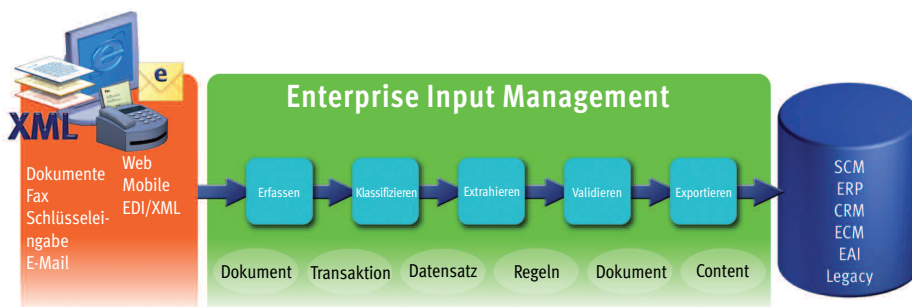 e
XML
Dokumente
Fax
Schlüsselei-
ngabe
E-Mail
Web
Mobile
EDI/XML
Enterprise Input Management
Erfassen
Klassifizieren
Extrahieren
Validieren
Exportieren
Dokument
Transaktion
Datensatz
Regeln
Dokument
Content
SCM
ERP
CRM
ECM
EAI
Legacy